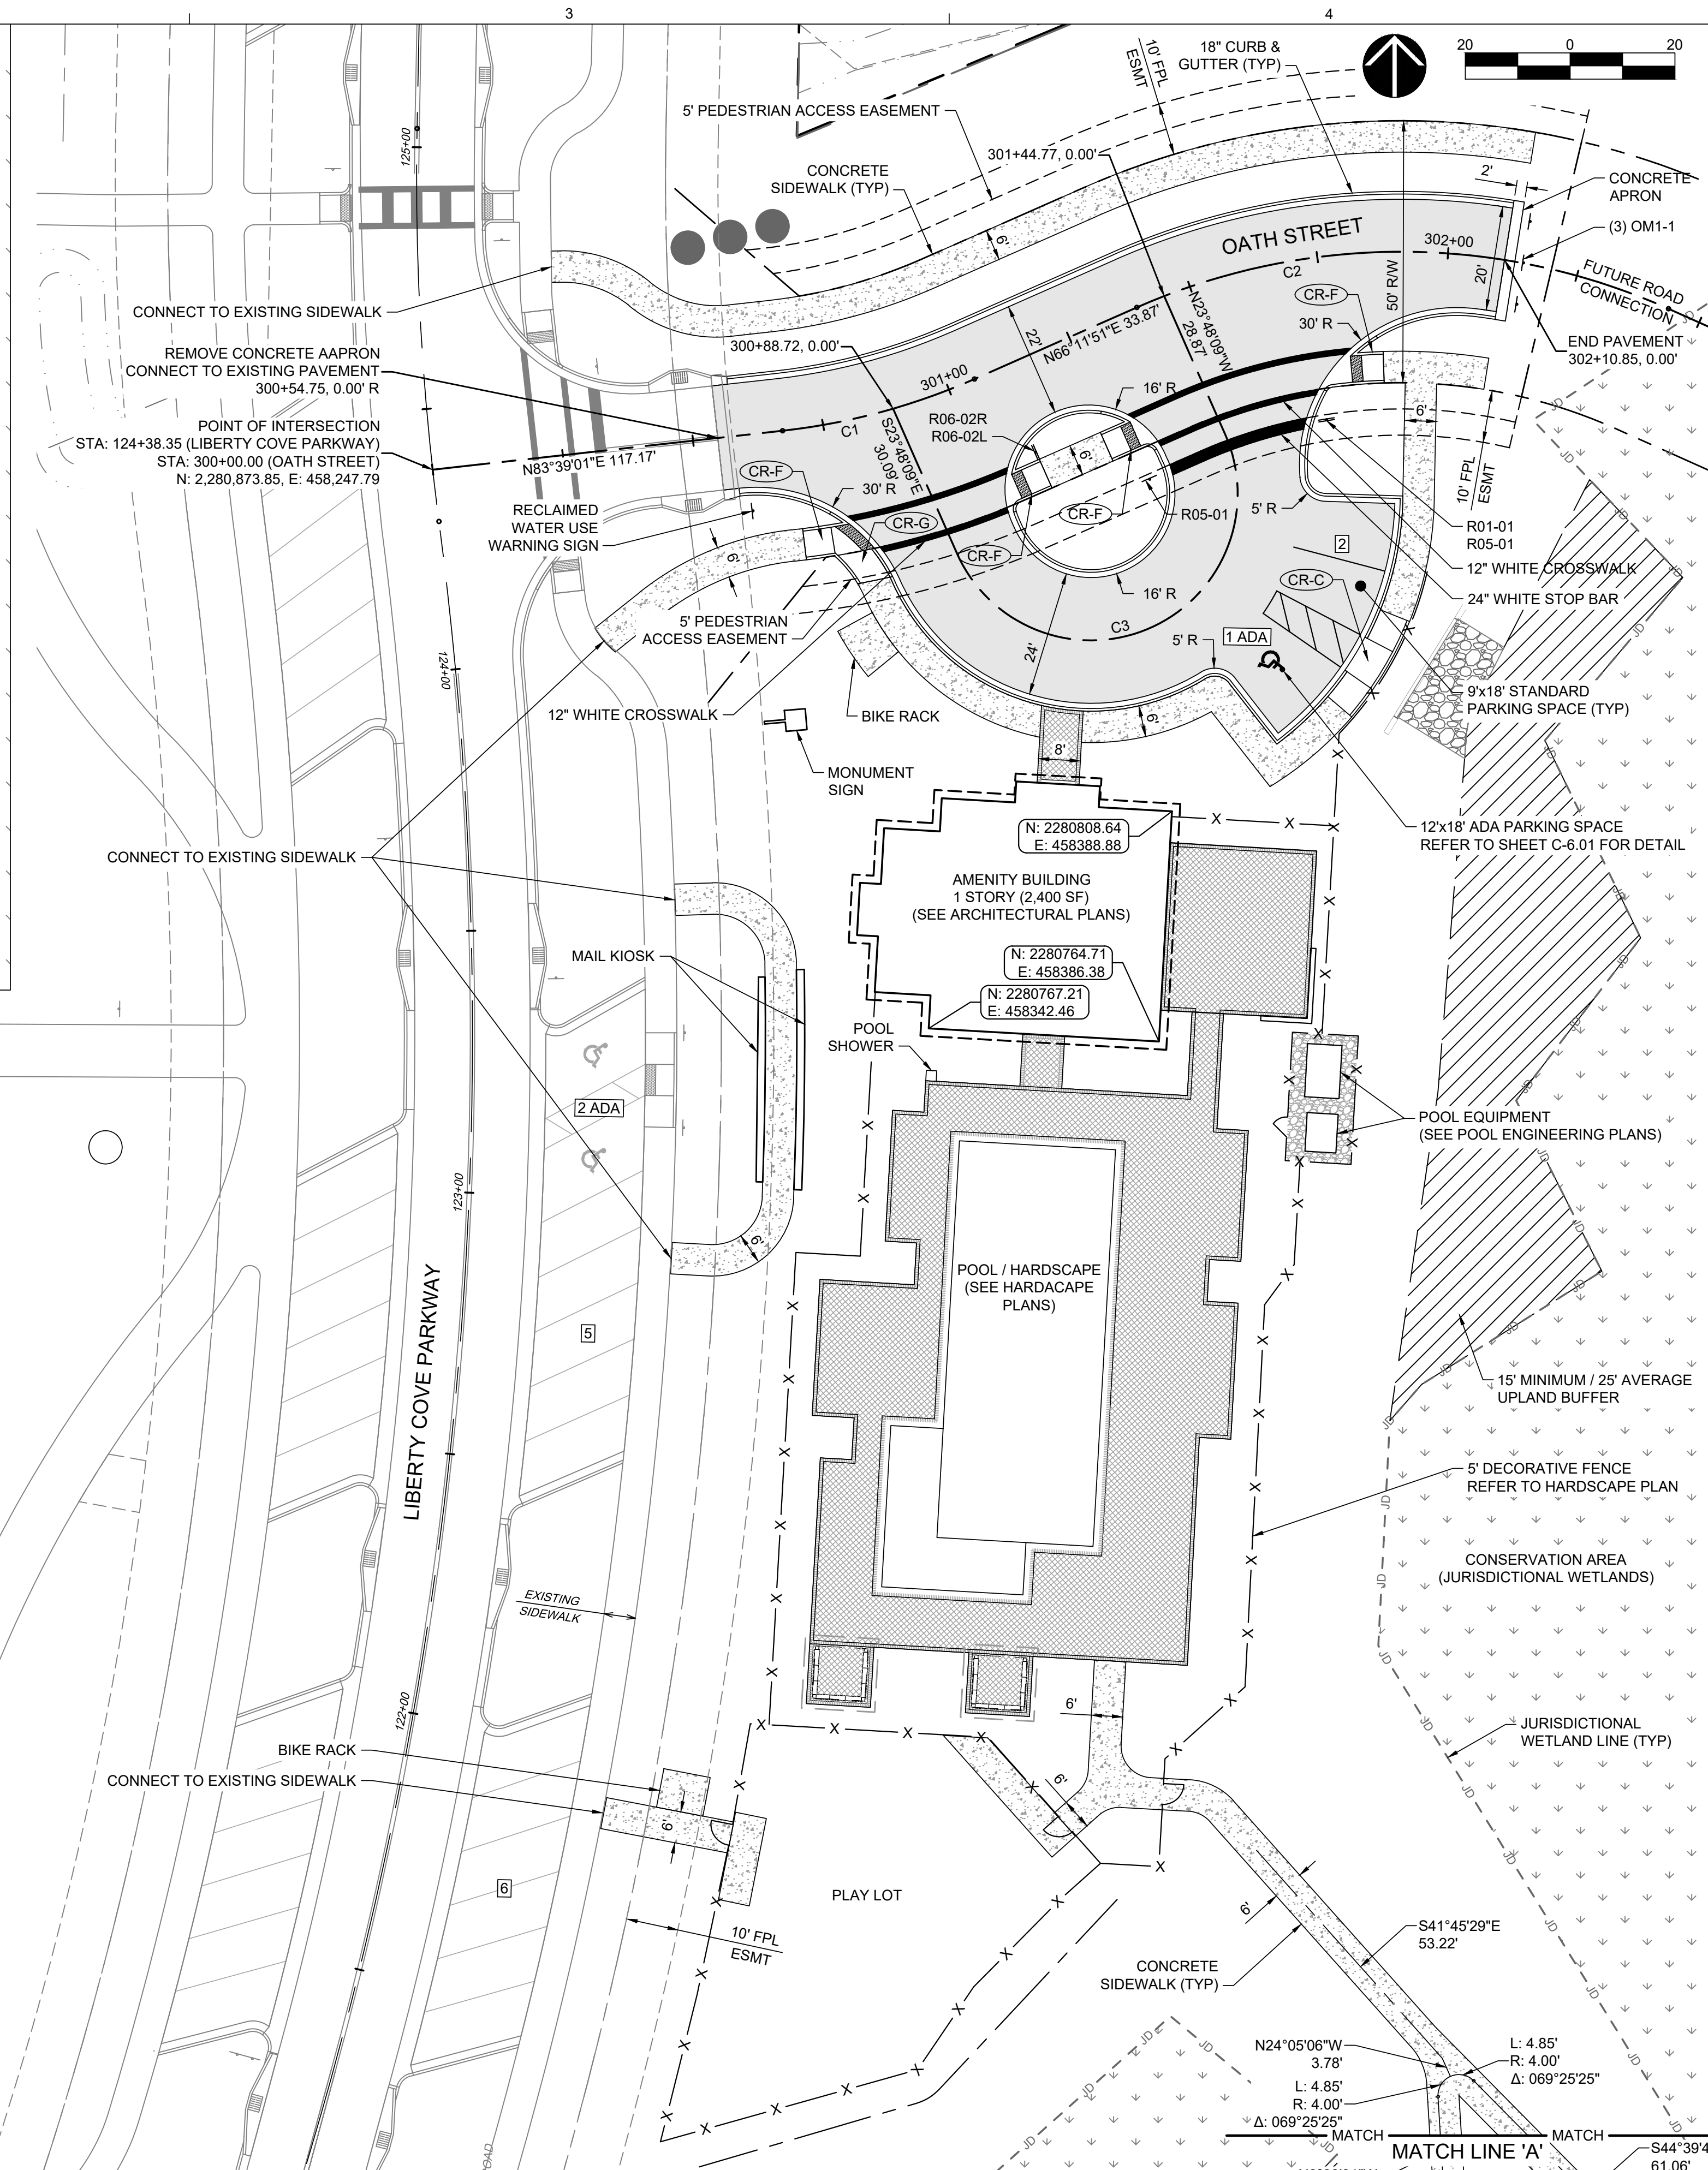 3
4
20 0 20
10' FPL
ESMT
18" CURB &
GUTTER (TYP)
5' PEDESTRIAN ACCESS EASEMENT
125+00
301+44.77, 0.00'
CONCRETE
SIDEWALK (TYP)
2'
CONCRETE
APRON
(3) OM1-1
6'
OATH STREET
302+00
C2
20'
50' R/W
FUTURE ROAD
CONNECTION
CONNECT TO EXISTING SIDEWALK
CR-F
30' R
N23°48'09"W
28.87'
22'
N66°11'51"E 33.87'
END PAVEMENT
302+10.85, 0.00'
REMOVE CONCRETE AAPRON
CONNECT TO EXISTING PAVEMENT
300+54.75, 0.00' R
300+88.72, 0.00'
301+00
16' R
R06-02R
R06-02L
C1
6'
POINT OF INTERSECTION
STA: 124+38.35 (LIBERTY COVE PARKWAY)
STA: 300+00.00 (OATH STREET)
N: 2,280,873.85, E: 458,247.79
N83°39'01"E 117.17'
S23°48'09"E
30.09'
6'
CR-F
30' R
10' FPL
ESMT
RECLAIMED
WATER USE
WARNING SIGN
CR-G
CR-F
R05-01
5' R
R01-01
R05-01
CR-F
2
6'
12" WHITE CROSSWALK
CR-C
24" WHITE STOP BAR
16' R
5' PEDESTRIAN
ACCESS EASEMENT
C3
1 ADA
5' R
24'
124+00
9'x18' STANDARD
PARKING SPACE (TYP)
12" WHITE CROSSWALK
BIKE RACK
6'
8'
MONUMENT
SIGN
N: 2280808.64
E: 458388.88
12'x18' ADA PARKING SPACE
REFER TO SHEET C-6.01 FOR DETAIL
X X X
CONNECT TO EXISTING SIDEWALK
AMENITY BUILDING
1 STORY (2,400 SF)
(SEE ARCHITECTURAL PLANS)
MAIL KIOSK
N: 2280764.71
E: 458386.38
N: 2280767.21
E: 458342.46
POOL
SHOWER
2 ADA
POOL EQUIPMENT
(SEE POOL ENGINEERING PLANS)
123+00
6'
POOL / HARDSCAPE
(SEE HARDACAPE
PLANS)
LIBERTY COVE PARKWAY
5
JD
15' MINIMUM / 25' AVERAGE
UPLAND BUFFER
5' DECORATIVE FENCE
REFER TO HARDSCAPE PLAN
CONSERVATION AREA
(JURISDICTIONAL WETLANDS)
EXISTING
SIDEWALK
122+00
6'
JURISDICTIONAL
WETLAND LINE (TYP)
BIKE RACK
CONNECT TO EXISTING SIDEWALK
6'
6'
6
PLAY LOT
10' FPL
ESMT
6'
S41°45'29"E
53.22'
CONCRETE
SIDEWALK (TYP)
N24°05'06"W
3.78'
L: 4.85'
R: 4.00'
Δ: 069°25'25"
L: 4.85'
R: 4.00'
Δ: 069°25'25"
MATCH MATCH
MATCH LINE 'A'
61.06'